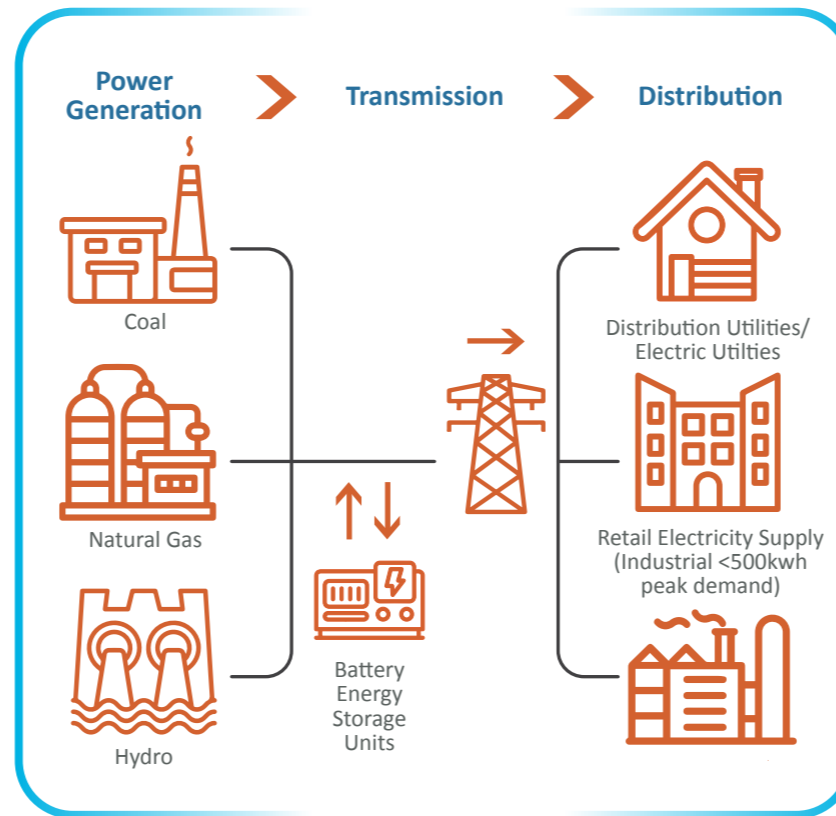 Power
Generation
Transmission
Distribution
Coal
Natural Gas
Hydro
Battery
Energy
Storage
Units
Distribution Utilities/
Electric Utilties
Retail Electricity Supply
(Industrial <500kwh
peak demand)